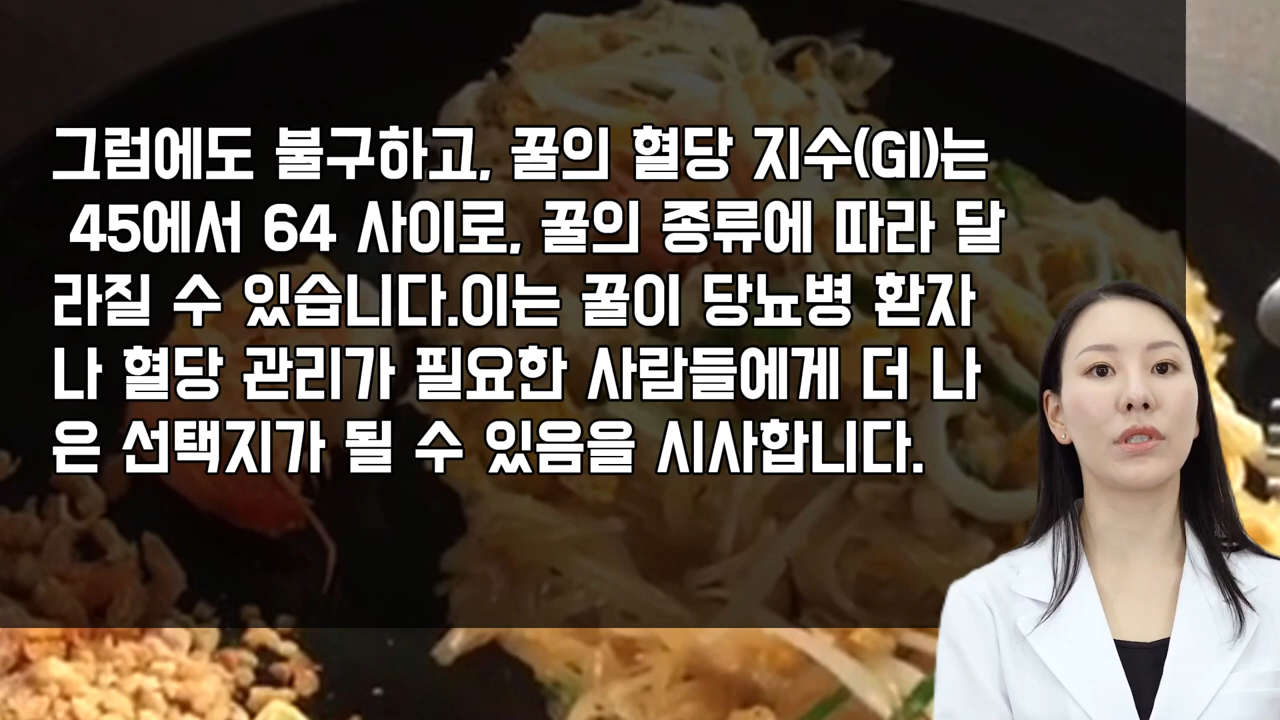 그럼에도 불구하고, 꿀의 혈당 지수(GI)는
45에서 64 사이로, 꿀의 종류에 따라 달
라질 수 있습니다.이는 꿀이 당뇨병 환자
나 혈당 관리가 필요한 사람들에게 더 나
은 선택지가 될 수 있음을 시사합니다.